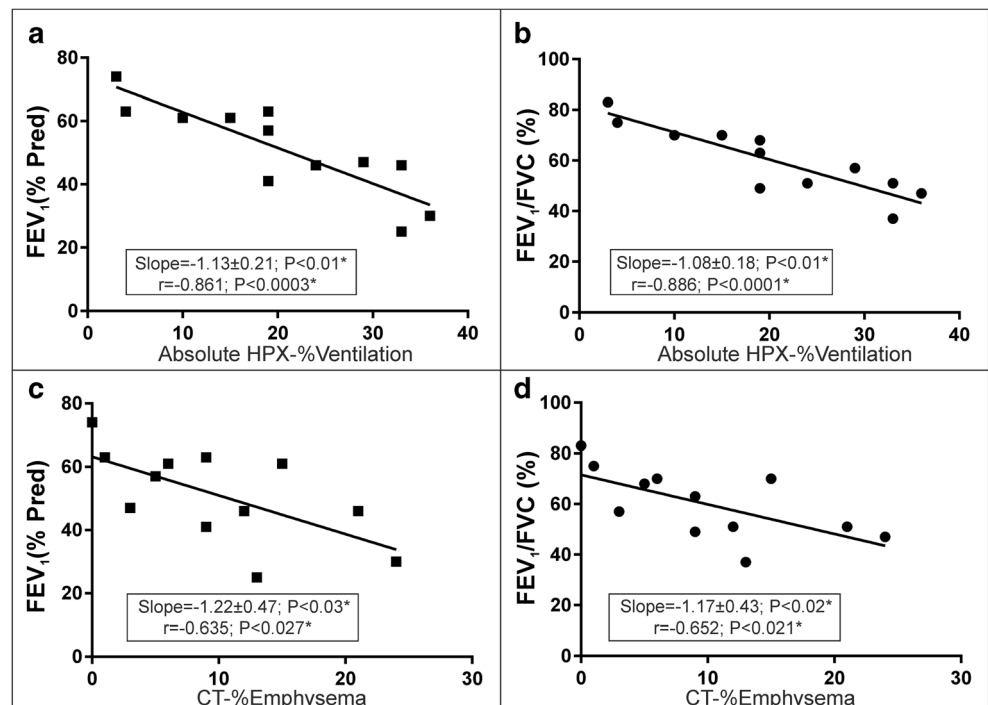 a
80
60
40
20
0
FEV₁(% Pred)
Slope=-1.13±0.21; P<0.01*
r=-0.861; P<0.0003*
0 10 20 30 40
Absolute HPX-%Ventilation
b
100
80
60
40
20
0
FEV₁/FVC (%)
Slope=-1.08±0.18; P<0.01*
r=-0.886; P<0.0001*
0 10 20 30 40
Absolute HPX-%Ventilation
c
80
60
40
20
0
FEV₁(% Pred)
Slope=-1.22±0.47; P<0.03*
r=-0.635; P<0.027*
0 10 20 30
CT-%Emphysema
d
100
80
60
40
20
0
FEV₁/FVC (%)
Slope=-1.17±0.43; P<0.02*
r=-0.652; P<0.021*
0 10 20 30
CT-%Emphysema